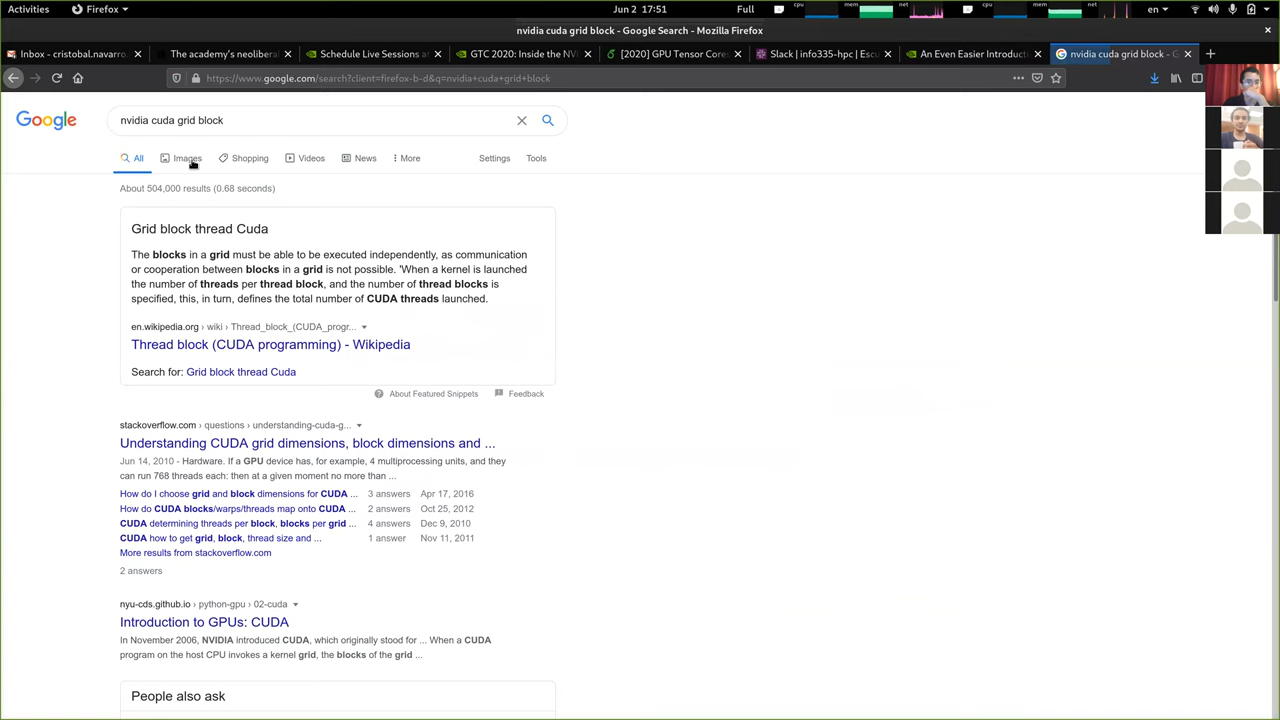 Activities
Firefox
Jun 2 17:51
Full
cpu
mem
net
cpu
mem
net
en
nvidia cuda grid block - Google Search - Mozilla Firefox
Inbox - cristobal.navarro
The academy's neolibera
Schedule Live Sessions a
GTC 2020: Inside the NV
[2020] GPU Tensor Cores
Slack | info335-hpc | Escu
An Even Easier Introduct
nvidia cuda grid block - G
https://www.google.com/search?client=firefox-b-d&q=nvidia+cuda+grid+block
Google
nvidia cuda grid block
All
Images
Shopping
Videos
News
More
Settings
Tools
About 504,000 results (0.68 seconds)
Grid block thread Cuda
The blocks in a grid must be able to be executed independently, as communication
or cooperation between blocks in a grid is not possible. 'When a kernel is launched
the number of threads per thread block, and the number of thread blocks is
specified, this, in turn, defines the total number of CUDA threads launched.
en.wikipedia.org › wiki › Thread_block_(CUDA_progr...
Thread block (CUDA programming) - Wikipedia
Search for: Grid block thread Cuda
About Featured Snippets
Feedback
stackoverflow.com › questions › understanding-cuda-g...
Understanding CUDA grid dimensions, block dimensions and ...
Jun 14, 2010 - Hardware. If a GPU device has, for example, 4 multiprocessing units, and they
can run 768 threads each: then at a given moment no more than ...
How do I choose grid and block dimensions for CUDA ... 3 answers Apr 17, 2016
How do CUDA blocks/warps/threads map onto CUDA ... 2 answers Oct 25, 2012
CUDA determining threads per block, blocks per grid ... 4 answers Dec 9, 2010
CUDA how to get grid, block, thread size and ... 1 answer Nov 11, 2011
More results from stackoverflow.com
2 answers
nyu-cds.github.io › python-gpu › 02-cuda
Introduction to GPUs: CUDA
In November 2006, NVIDIA introduced CUDA, which originally stood for ... When a CUDA
program on the host CPU invokes a kernel grid, the blocks of the grid ...
People also ask